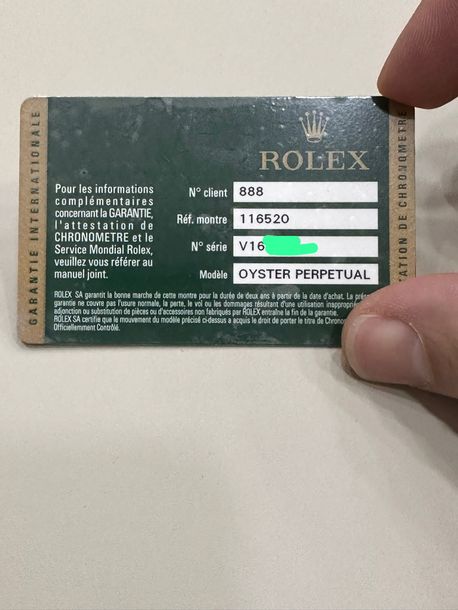 GARANTIE INTERNATIONALE
ROLEX
Pour les informations
complémentaires
concernant la GARANTIE,
l'attestation de
CHRONOMETRE et le
Service Mondial Rolex,
veuillez vous référer au
manuel joint.
N° client 888
Réf. montre 116520
N° série V16
Modèle OYSTER PERPETUAL
ROLEX SA garantit la bonne marche de cette montre pour la durée de deux ans à partir de la date d'achat. La
garantie ne couvre pas l'usure normale, la perte, le vol ou les dommages résultant d'une utilisation
adjonction ou substitution de pièces ou d'accessoires non fabriqués par ROLEX entraîne la fin de la garantie.
ROLEX SA certifie que le mouvement du modèle précisé ci-dessus a acquis le droit de porter le titre de
Officiellement Contrôlé.
DE CHRONOMETRE